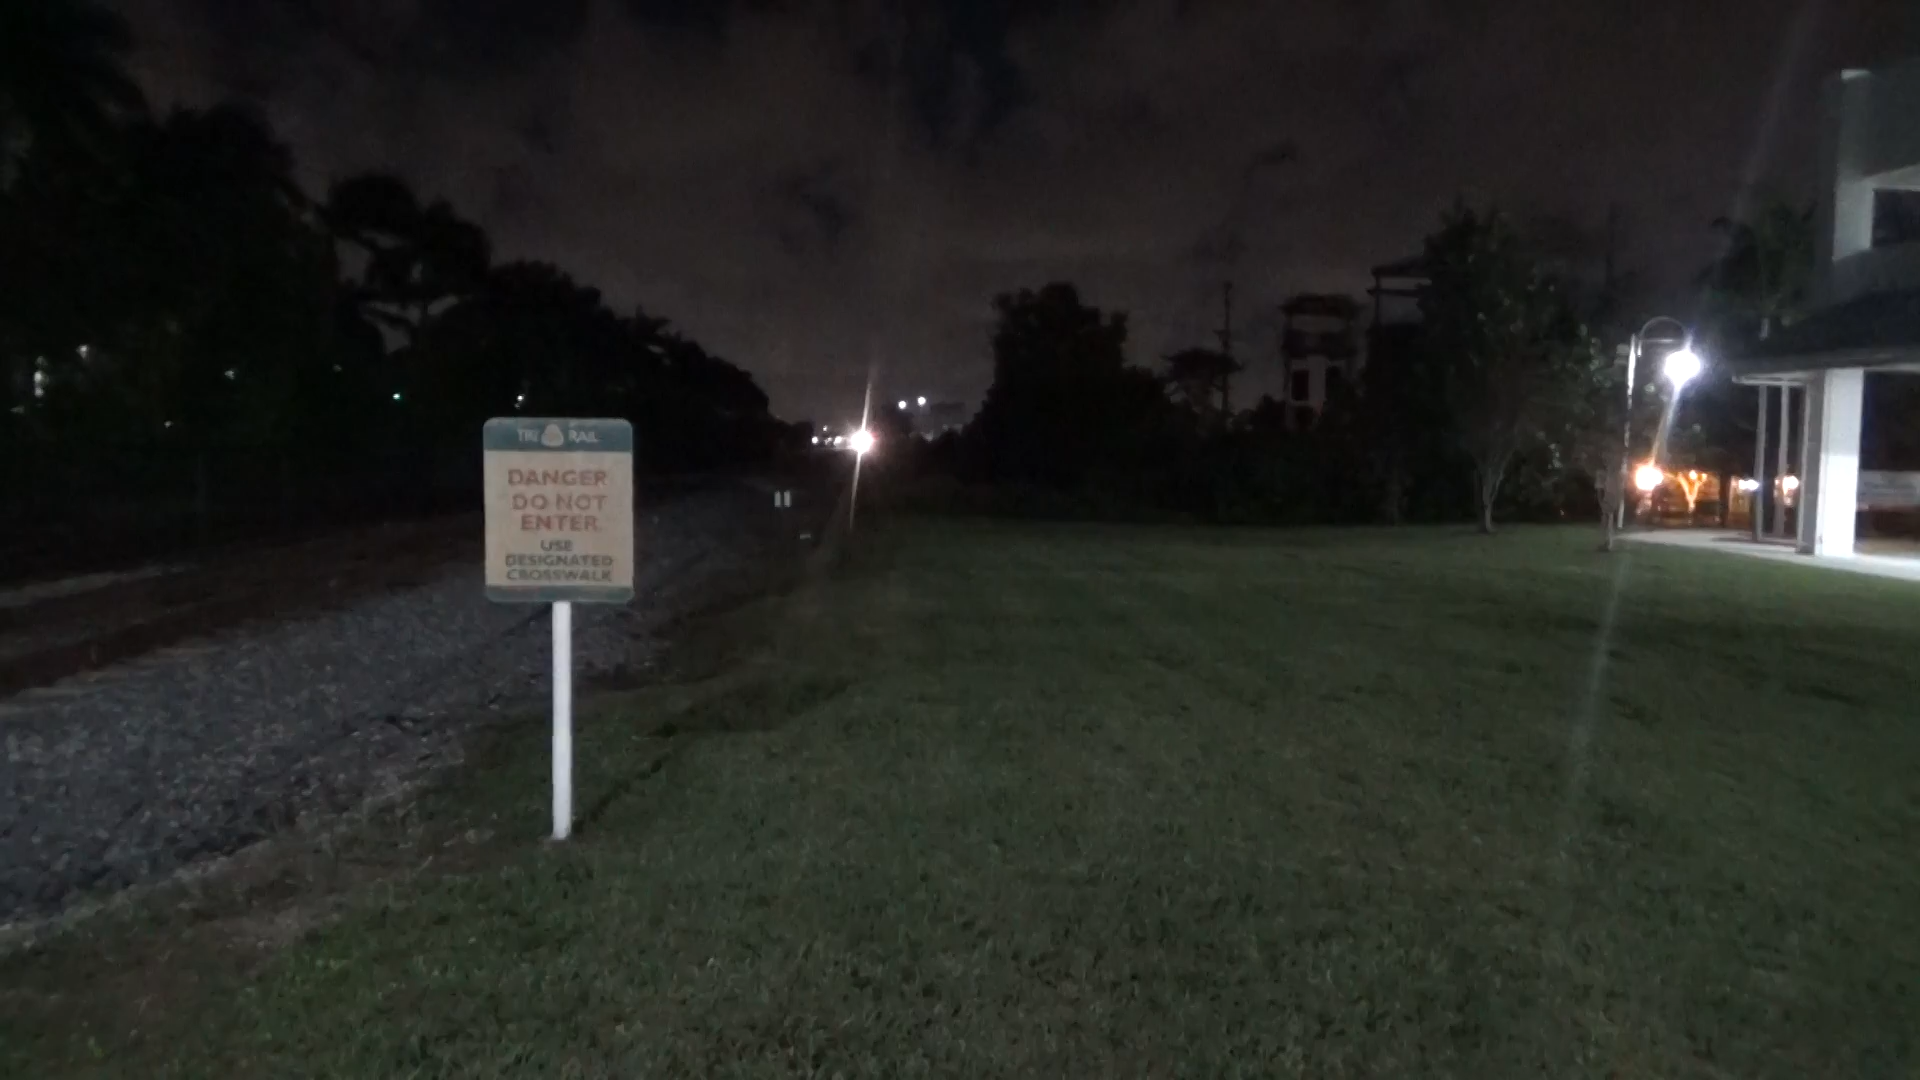 TRI RAIL
DANGER
DO NOT
ENTER
USE
DESIGNATED
CROSSWALK